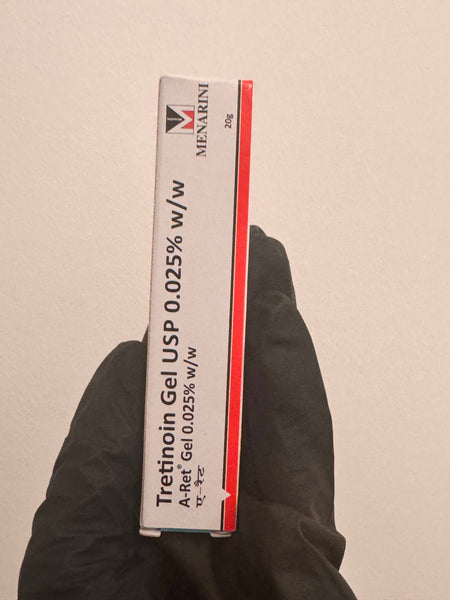 Tretinoin Gel USP 0.025% w/w
A-Ret® Gel 0.025% w/w
ए-रेट
MENARINI
20g